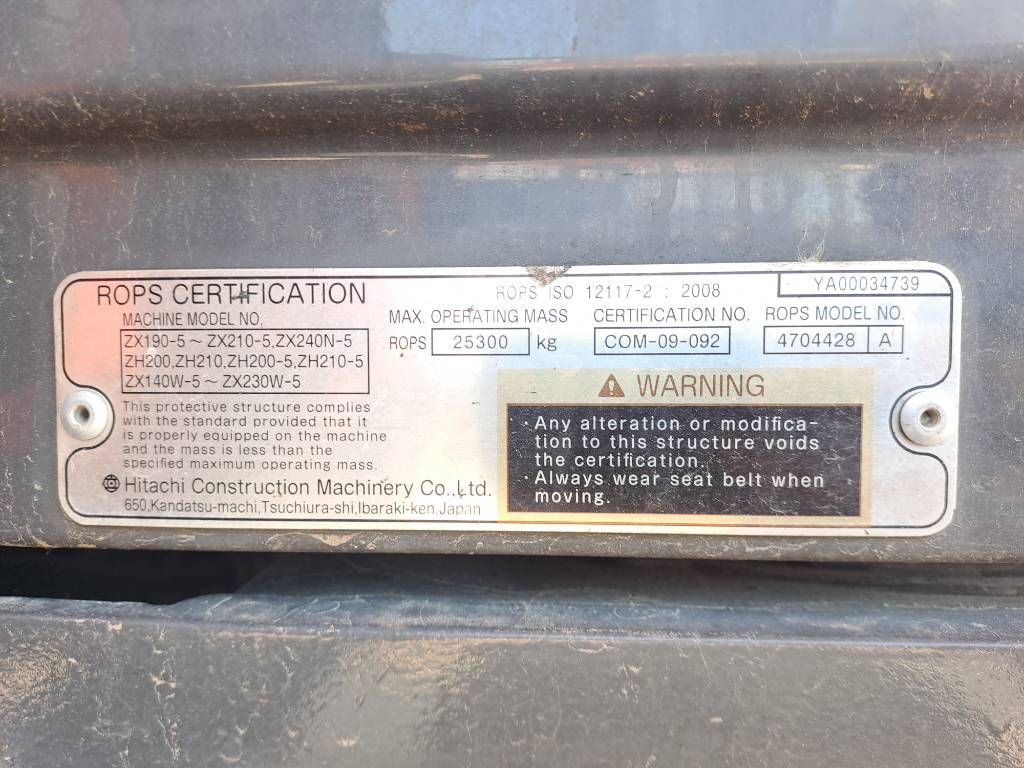 ROPS CERTIFICATION
ROPS ISO 12117-2 : 2008
YA00034739
MACHINE MODEL NO.
ZX190-5 ~ ZX210-5,ZX240N-5
ZH200,ZH210,ZH200-5,ZH210-5
ZX140W-5 ~ ZX230W-5
MAX. OPERATING MASS
ROPS 25300 kg
CERTIFICATION NO.
COM-09-092
ROPS MODEL NO.
4704428 A
This protective structure complies
with the standard provided that it
is properly equipped on the machine
and the mass is less than the
specified maximum operating mass.
Hitachi Construction Machinery Co.,Ltd.
650,Kandatsu-machi,Tsuchiura-shi,Ibaraki-ken,Japan
WARNING
· Any alteration or modifica-
tion to this structure voids
the certification.
· Always wear seat belt when
moving.